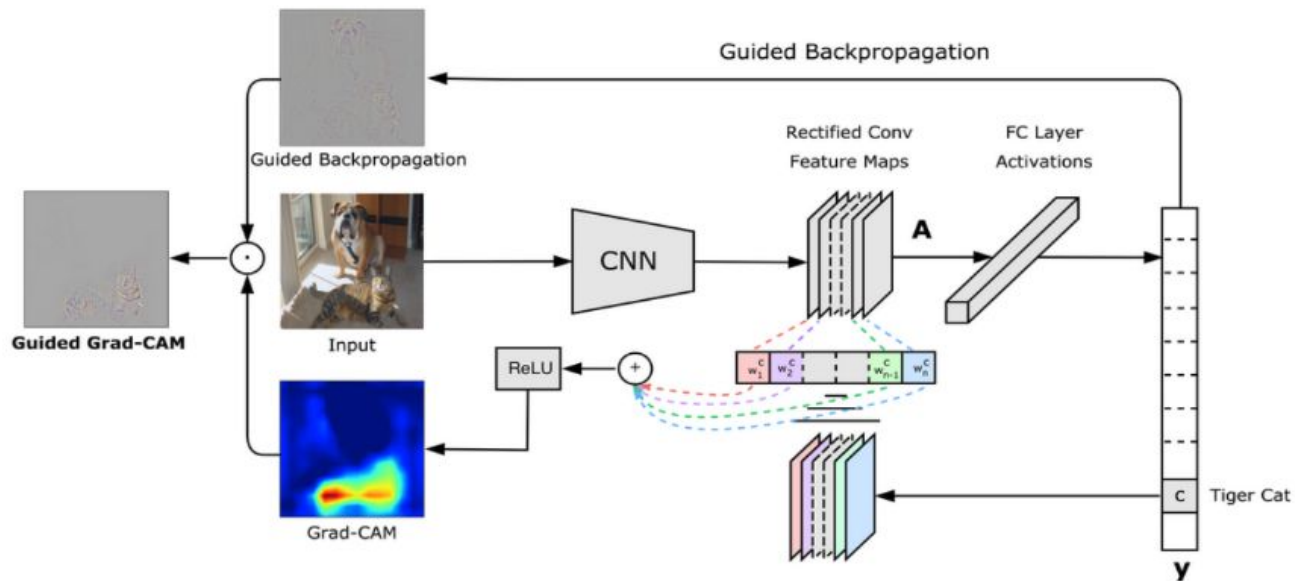 Guided Backpropagation
Guided Backpropagation
Rectified Conv
Feature Maps
FC Layer
Activations
A
CNN
Guided Grad-CAM
Input
ReLU
+
w₁ᶜ w₂ᶜ wₙ₋₁ᶜ wₙᶜ
Grad-CAM
c Tiger Cat
y